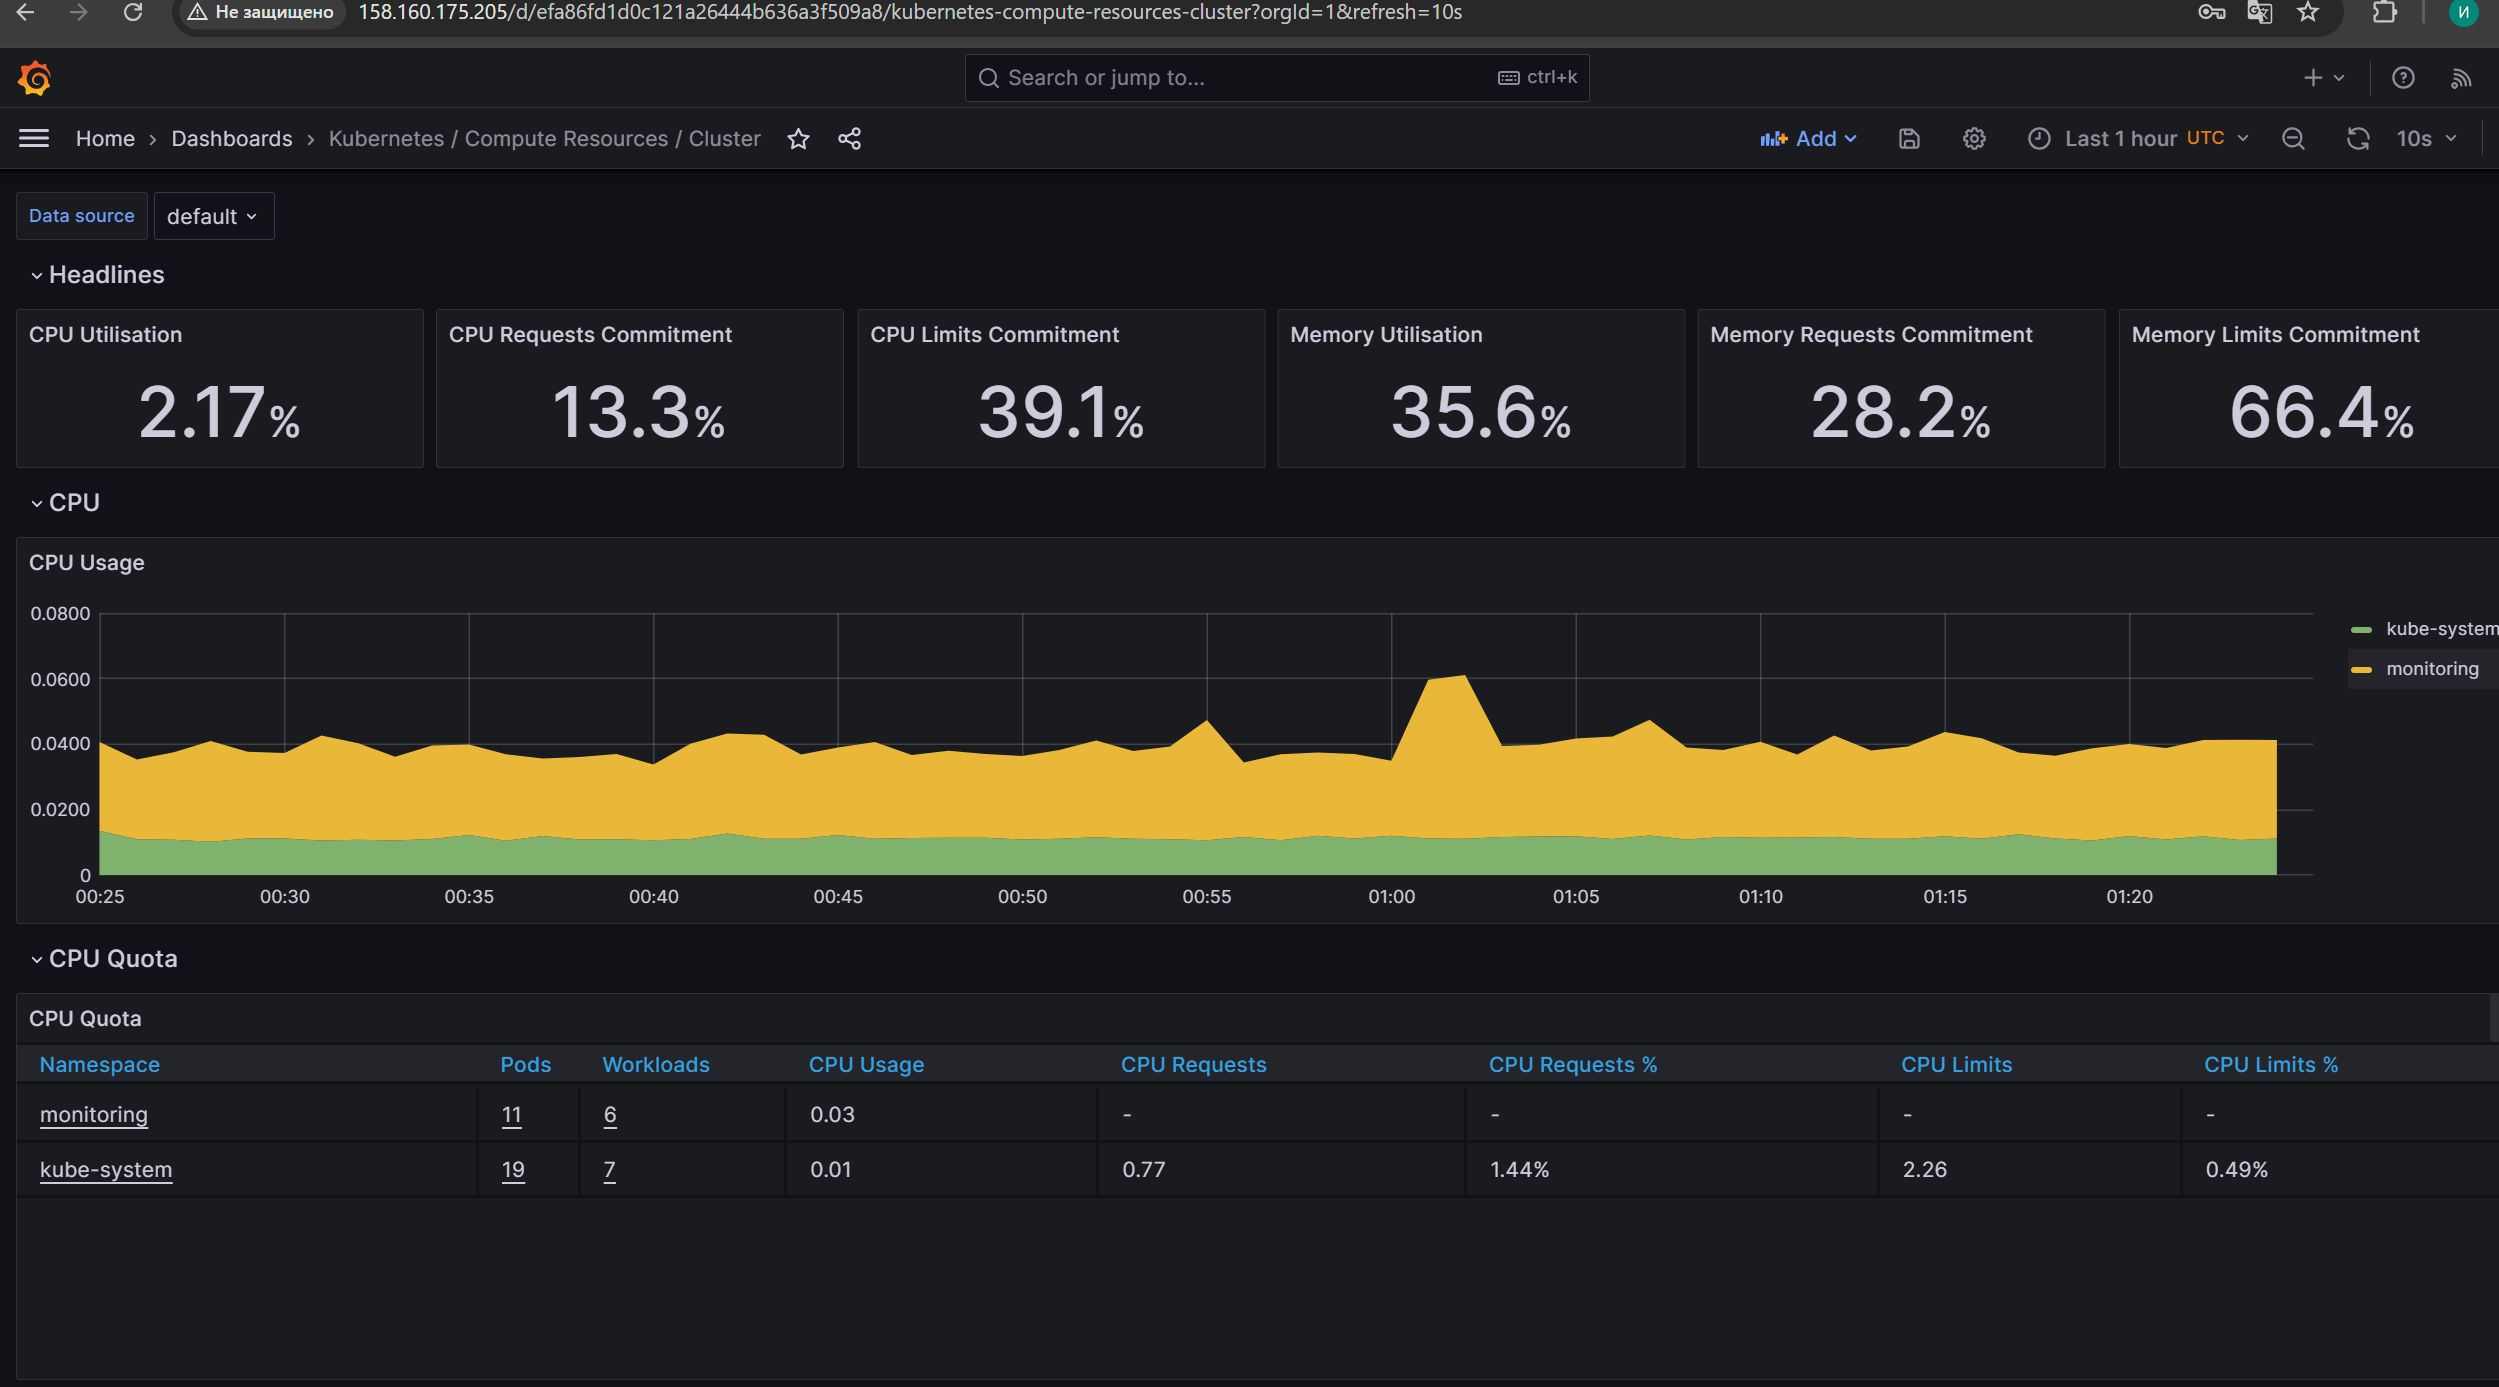 Не защищено 158.160.175.205/d/efa86fd1d0c121a26444b636a3f509a8/kubernetes-compute-resources-cluster?orgId=1&refresh=10s И
Search or jump to... ctrl+k
Home › Dashboards › Kubernetes / Compute Resources / Cluster Add Last 1 hour UTC 10s
Data source default
Headlines
CPU Utilisation CPU Requests Commitment CPU Limits Commitment Memory Utilisation Memory Requests Commitment Memory Limits Commitment
2.17% 13.3% 39.1% 35.6% 28.2% 66.4%
CPU
CPU Usage
0.0800
0.0600
0.0400
0.0200
0
00:25 00:30 00:35 00:40 00:45 00:50 00:55 01:00 01:05 01:10 01:15 01:20
kube-system
monitoring
CPU Quota
CPU Quota
Namespace Pods Workloads CPU Usage CPU Requests CPU Requests % CPU Limits CPU Limits %
monitoring 11 6 0.03 - - - -
kube-system 19 7 0.01 0.77 1.44% 2.26 0.49%